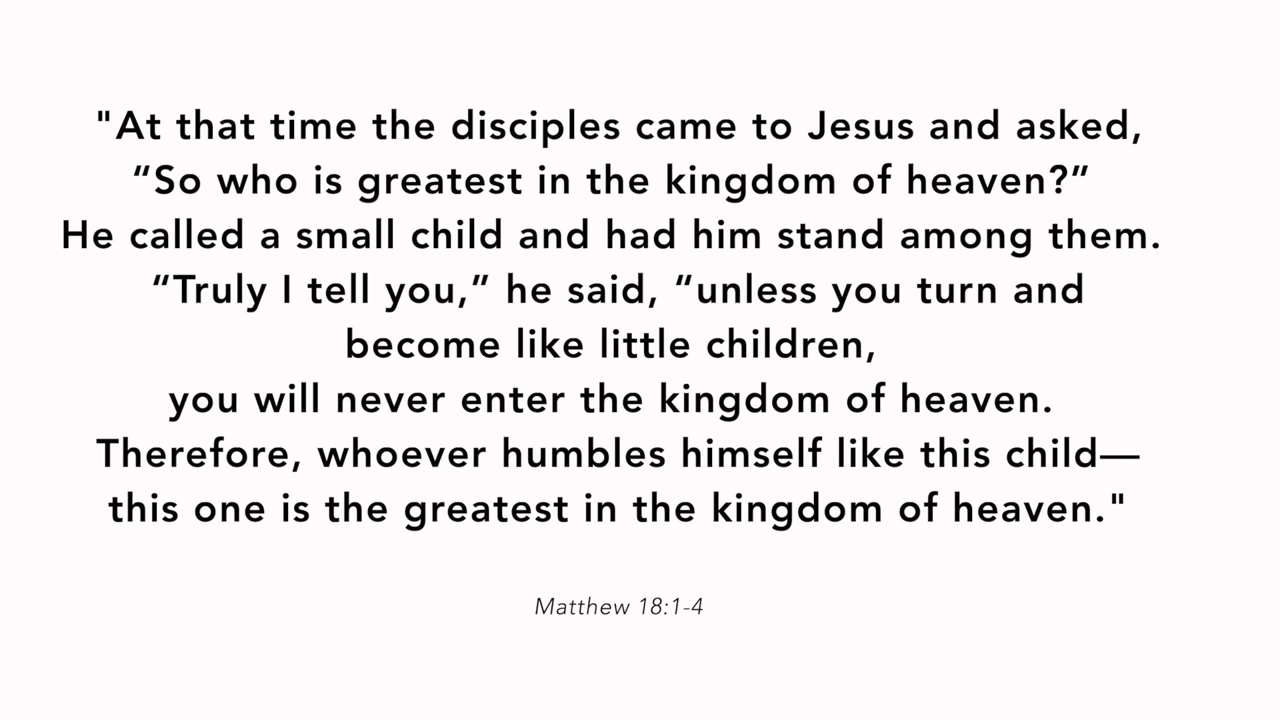 "At that time the disciples came to Jesus and asked,
“So who is greatest in the kingdom of heaven?”
He called a small child and had him stand among them.
“Truly I tell you,” he said, “unless you turn and
become like little children,
you will never enter the kingdom of heaven.
Therefore, whoever humbles himself like this child—
this one is the greatest in the kingdom of heaven."
Matthew 18:1-4